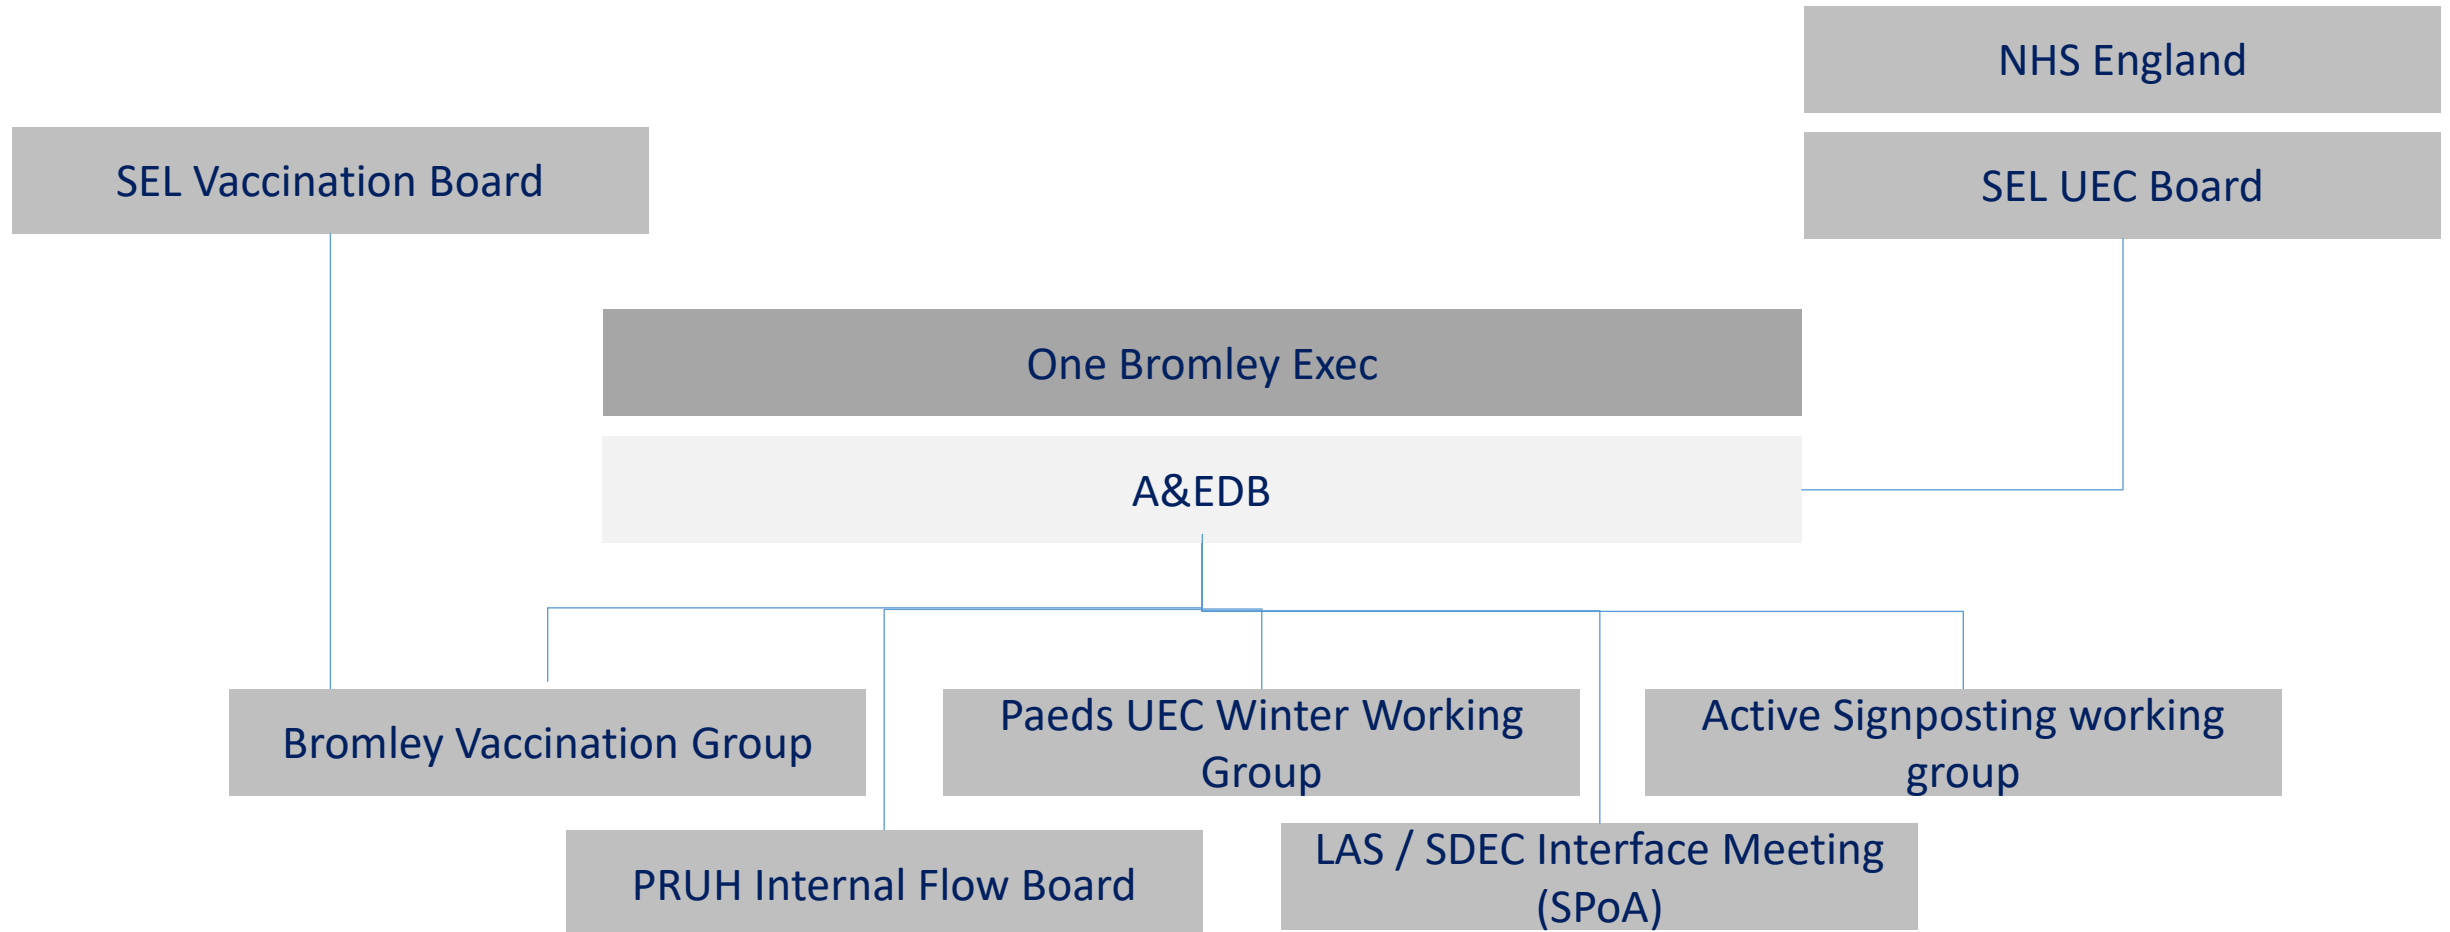 NHS England
SEL Vaccination Board
SEL UEC Board
One Bromley Exec
A&EDB
Bromley Vaccination Group
Paeds UEC Winter Working
Group
Active Signposting working
group
PRUH Internal Flow Board
LAS / SDEC Interface Meeting
(SPoA)